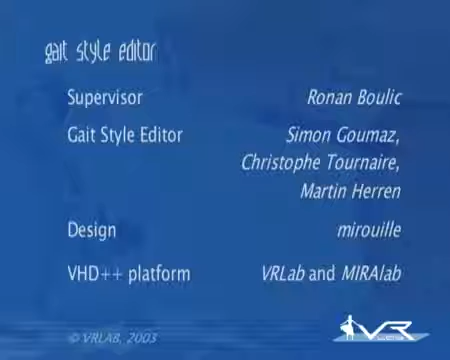 gait style editor
Supervisor Ronan Boulic
Gait Style Editor Simon Goumaz,
Christophe Tournaire,
Martin Herren
Design mirouille
VHD++ platform VRLab and MIRAlab
© VRLAB, 2003
VR